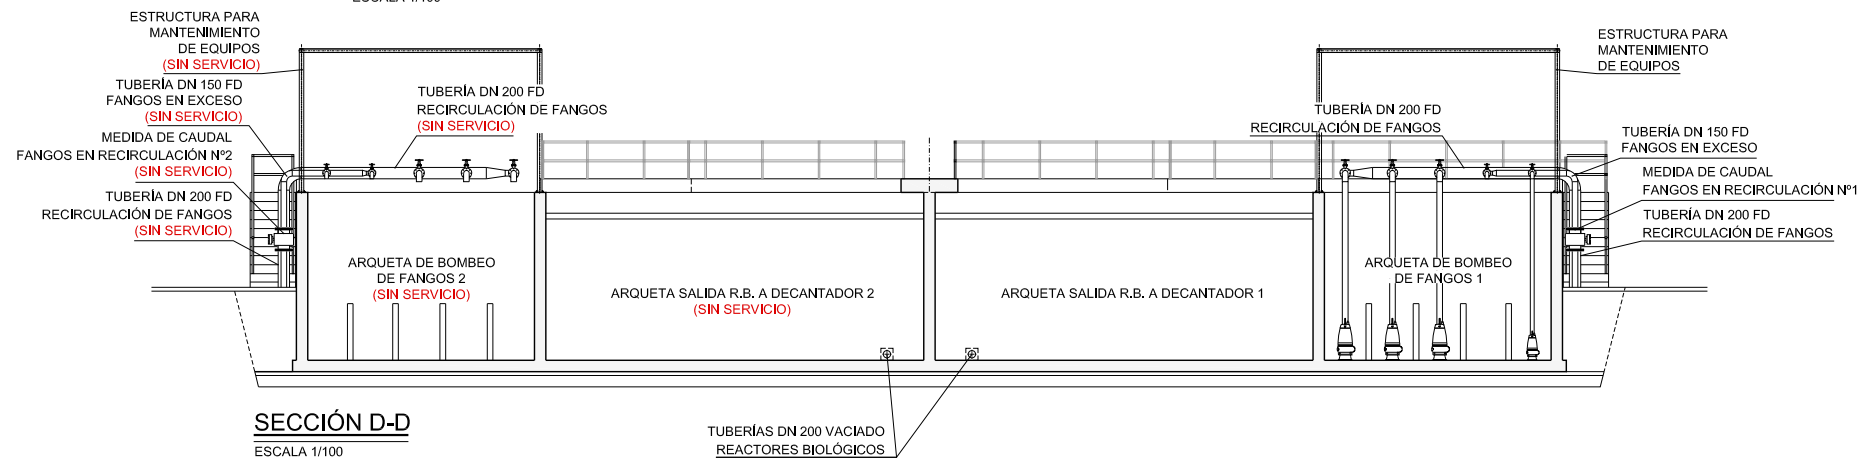 ESCALA 1/100
ESTRUCTURA PARA
MANTENIMIENTO
DE EQUIPOS
(SIN SERVICIO)
TUBERÍA DN 150 FD
FANGOS EN EXCESO
(SIN SERVICIO)
MEDIDA DE CAUDAL
FANGOS EN RECIRCULACIÓN Nº2
(SIN SERVICIO)
TUBERÍA DN 200 FD
RECIRCULACIÓN DE FANGOS
(SIN SERVICIO)
TUBERÍA DN 200 FD
RECIRCULACIÓN DE FANGOS
(SIN SERVICIO)
ARQUETA DE BOMBEO
DE FANGOS 2
(SIN SERVICIO)
ARQUETA SALIDA R.B. A DECANTADOR 2
(SIN SERVICIO)
ARQUETA SALIDA R.B. A DECANTADOR 1
TUBERÍA DN 200 FD
RECIRCULACIÓN DE FANGOS
ARQUETA DE BOMBEO
DE FANGOS 1
ESTRUCTURA PARA
MANTENIMIENTO
DE EQUIPOS
TUBERÍA DN 150 FD
FANGOS EN EXCESO
MEDIDA DE CAUDAL
FANGOS EN RECIRCULACIÓN Nº1
TUBERÍA DN 200 FD
RECIRCULACIÓN DE FANGOS
SECCIÓN D-D
ESCALA 1/100
TUBERÍAS DN 200 VACIADO
REACTORES BIOLÓGICOS